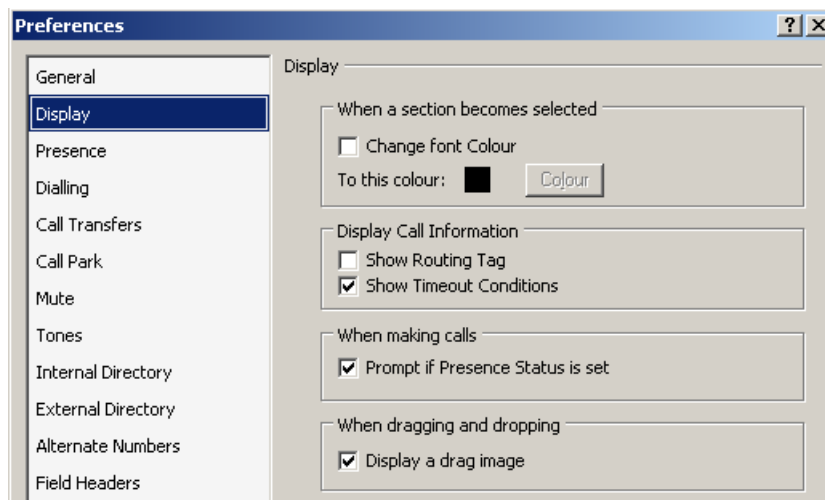 Preferences
General
Display
Presence
Dialling
Call Transfers
Call Park
Mute
Tones
Internal Directory
External Directory
Alternate Numbers
Field Headers
Display
When a section becomes selected
Change font Colour
To this colour:
Colour
Display Call Information
Show Routing Tag
Show Timeout Conditions
When making calls
Prompt if Presence Status is set
When dragging and dropping
Display a drag image